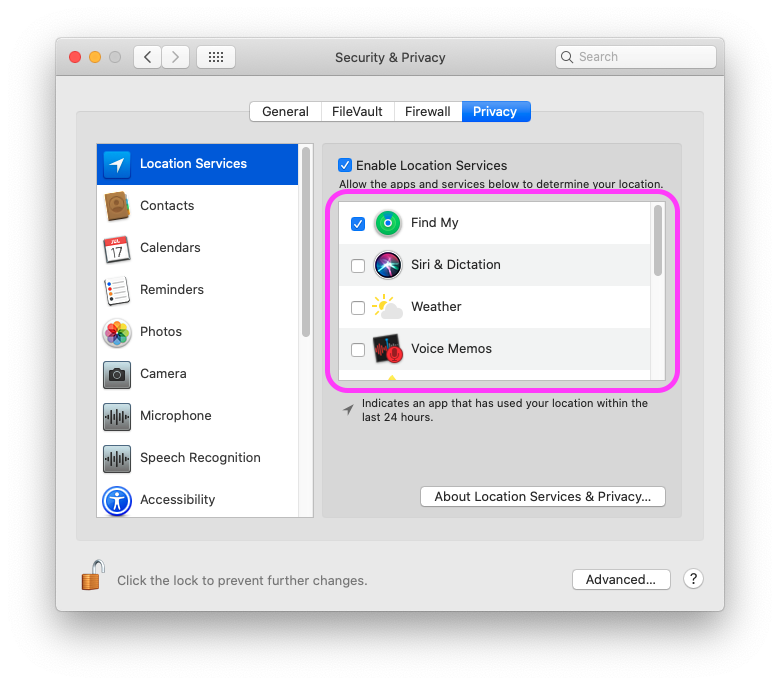 Security & Privacy
Search
General
FileVault
Firewall
Privacy
Location Services
Contacts
JUL
17
Calendars
Reminders
Photos
Camera
Microphone
Speech Recognition
Accessibility
Enable Location Services
Allow the apps and services below to determine your location.
Find My
Siri & Dictation
Weather
Voice Memos
Indicates an app that has used your location within the
last 24 hours.
About Location Services & Privacy...
Click the lock to prevent further changes.
Advanced...
?